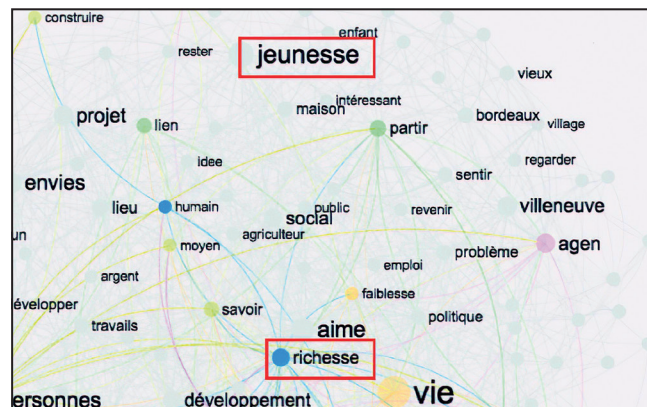 construire
enfant
rester
jeunesse
vieux
intéressant
maison
projet
bordeaux
lien
partir
village
idee
regarder
envies
sentir
humain
lieu
public
revenir
villeneuve
social
un
agriculteur
moyen
agen
problème
argent
emploi
faiblesse
évelopper
savoir
travails
politique
aime
richesse
vie
ersonnes
développement